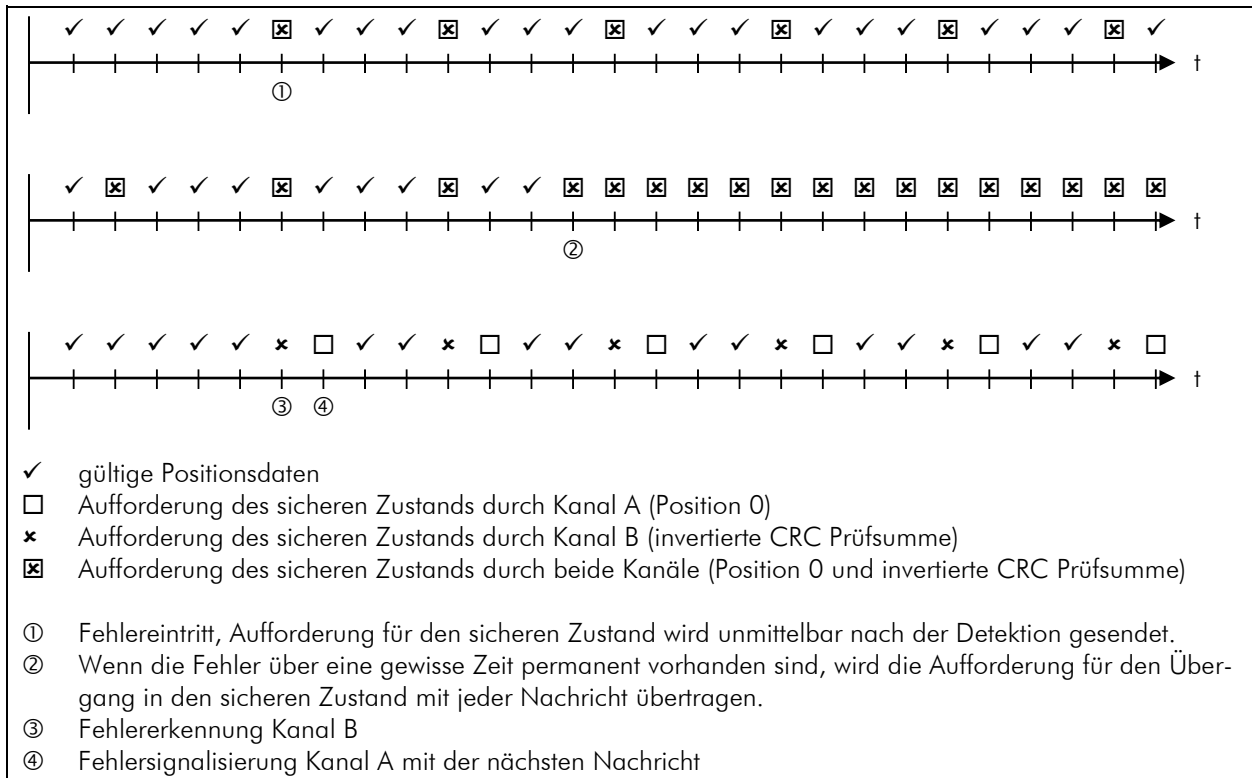 ✓ ✓ ✓ ✓ ✓ ☒ ✓ ✓ ✓ ☒ ✓ ✓ ✓ ☒ ✓ ✓ ✓ ☒ ✓ ✓ ✓ ☒ ✓ ✓ ✓ ☒ ✓
t
①
✓ ☒ ✓ ✓ ✓ ☒ ✓ ✓ ✓ ☒ ✓ ✓ ☒ ☒ ☒ ☒ ☒ ☒ ☒ ☒ ☒ ☒ ☒ ☒ ☒ ☒ ☒
t
②
✓ ✓ ✓ ✓ ✓ × □ ✓ ✓ × □ ✓ ✓ × □ ✓ ✓ × □ ✓ ✓ × □ ✓ ✓ × □
t
③ ④
✓ gültige Positionsdaten
□ Aufforderung des sicheren Zustands durch Kanal A (Position 0)
× Aufforderung des sicheren Zustands durch Kanal B (invertierte CRC Prüfsumme)
☒ Aufforderung des sicheren Zustands durch beide Kanäle (Position 0 und invertierte CRC Prüfsumme)
① Fehlereintritt, Aufforderung für den sicheren Zustand wird unmittelbar nach der Detektion gesendet.
② Wenn die Fehler über eine gewisse Zeit permanent vorhanden sind, wird die Aufforderung für den Über-
gang in den sicheren Zustand mit jeder Nachricht übertragen.
③ Fehlererkennung Kanal B
④ Fehlersignalisierung Kanal A mit der nächsten Nachricht